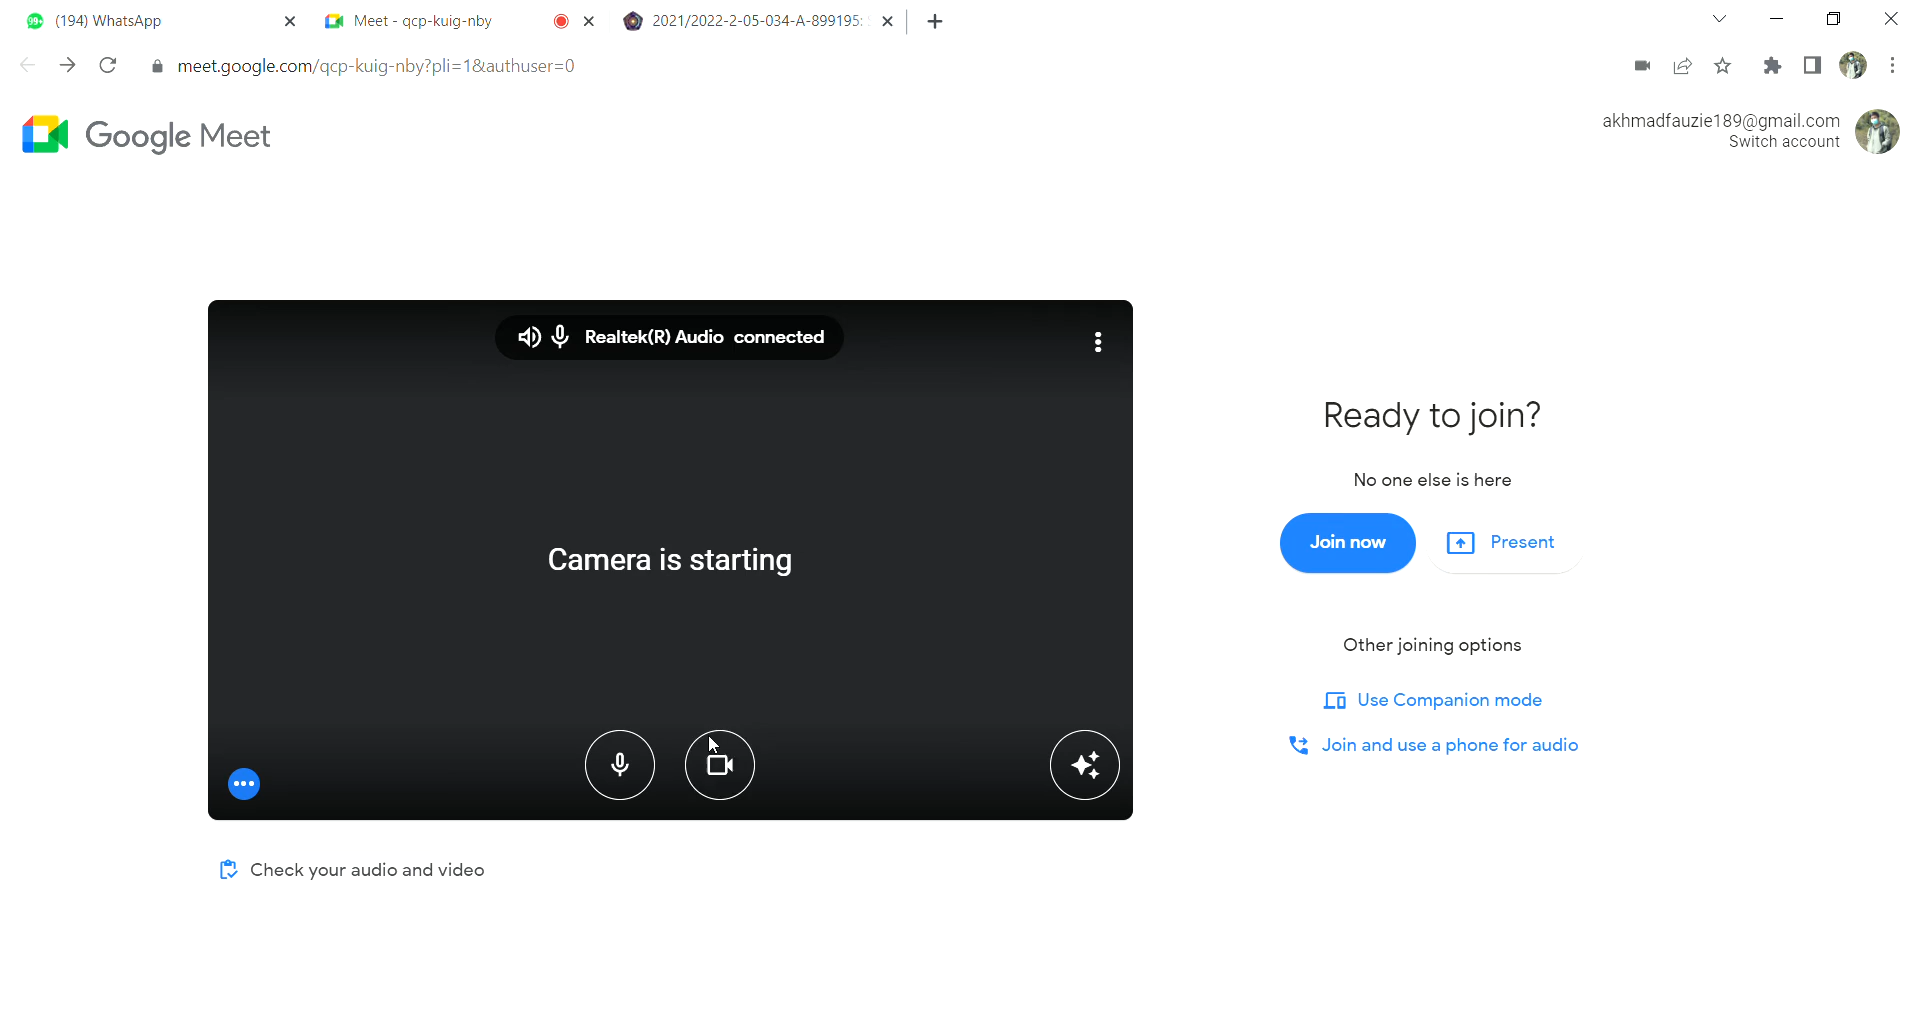 99+ (194) WhatsApp
Meet - qcp-kuig-nby
2021/2022-2-05-034-A-899195:
meet.google.com/qcp-kuig-nby?pli=1&authuser=0
Google Meet
akhmadfauzie189@gmail.com
Switch account
Realtek(R) Audio connected
Camera is starting
Ready to join?
No one else is here
Join now
Present
Other joining options
Use Companion mode
Join and use a phone for audio
Check your audio and video